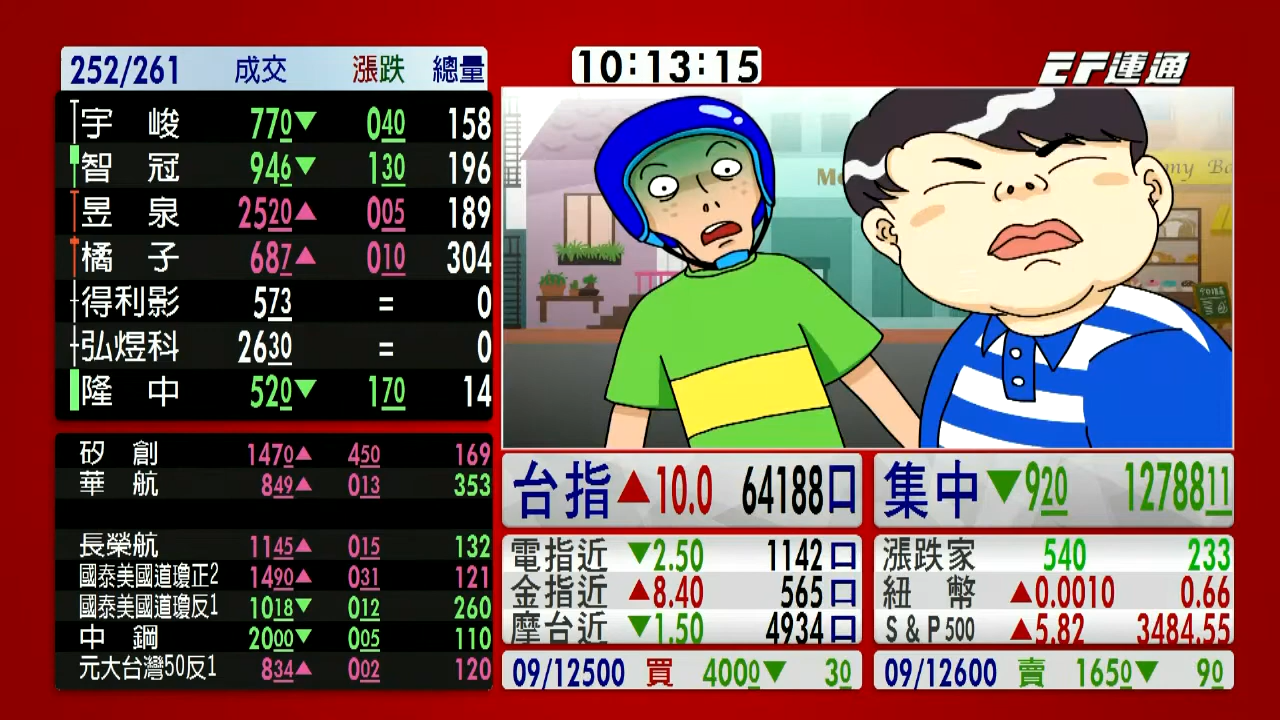 252/261 成交 漲跌 總量
宇峻 770▼ 040 158
智冠 946▼ 130 196
昱泉 2520▲ 005 189
橘子 687▲ 010 304
得利影 573 = 0
弘煜科 2630 = 0
隆中 520▼ 170 14
矽創 1470▲ 450 169
華航 849▲ 013 353
長榮航 1145▲ 015 132
國泰美國道瓊正2 1490▲ 031 121
國泰美國道瓊反1 1018▼ 012 260
中鋼 2000▼ 005 110
元大台灣50反1 834▲ 002 120
10:13:15
EF運通
台指▲10.0 64188口
電指近 ▼2.50 1142口
金指近 ▲8.40 565口
摩台近 ▼1.50 4934口
09/12500 買 4000▼ 30
集中▼920 1278811
漲跌家 540 233
紐幣 ▲0.0010 0.66
S&P500 ▲5.82 3484.55
09/12600 賣 1650▼ 90